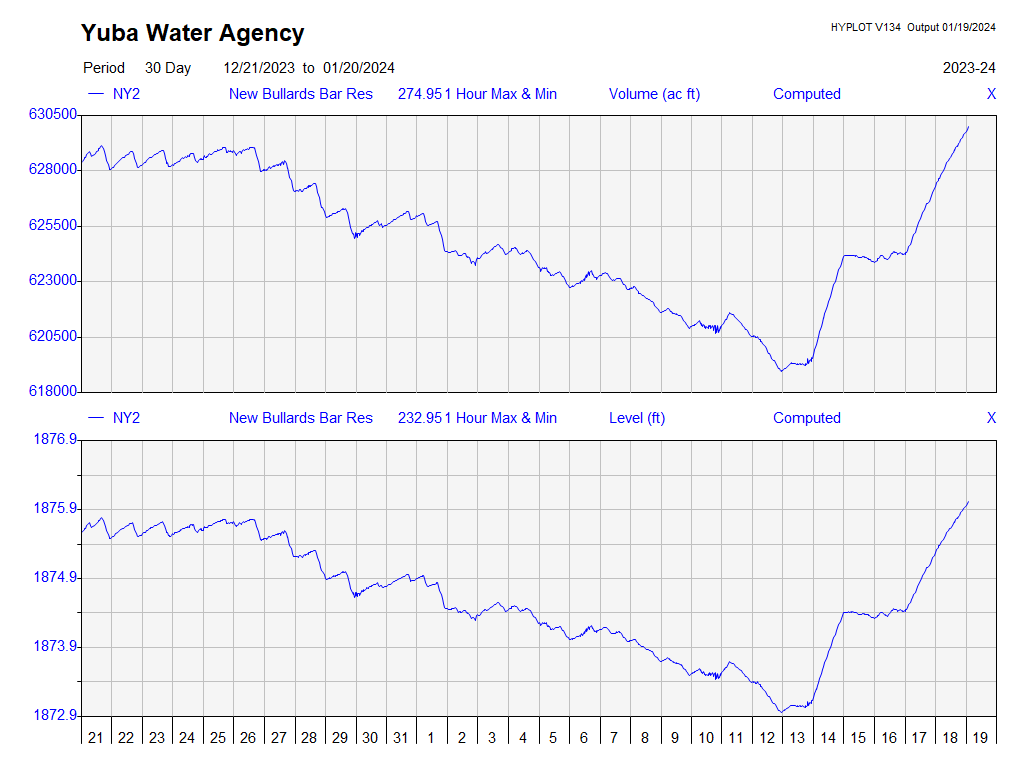 Yuba Water Agency
HYPLOT V134 Output 01/19/2024
Period 30 Day 12/21/2023 to 01/20/2024 2023-24
NY2 New Bullards Bar Res 274.95 1 Hour Max & Min Volume (ac ft) Computed X
630500
628000
625500
623000
620500
618000
NY2 New Bullards Bar Res 232.95 1 Hour Max & Min Level (ft) Computed X
1876.9
1875.9
1874.9
1873.9
1872.9
21 22 23 24 25 26 27 28 29 30 31 1 2 3 4 5 6 7 8 9 10 11 12 13 14 15 16 17 18 19